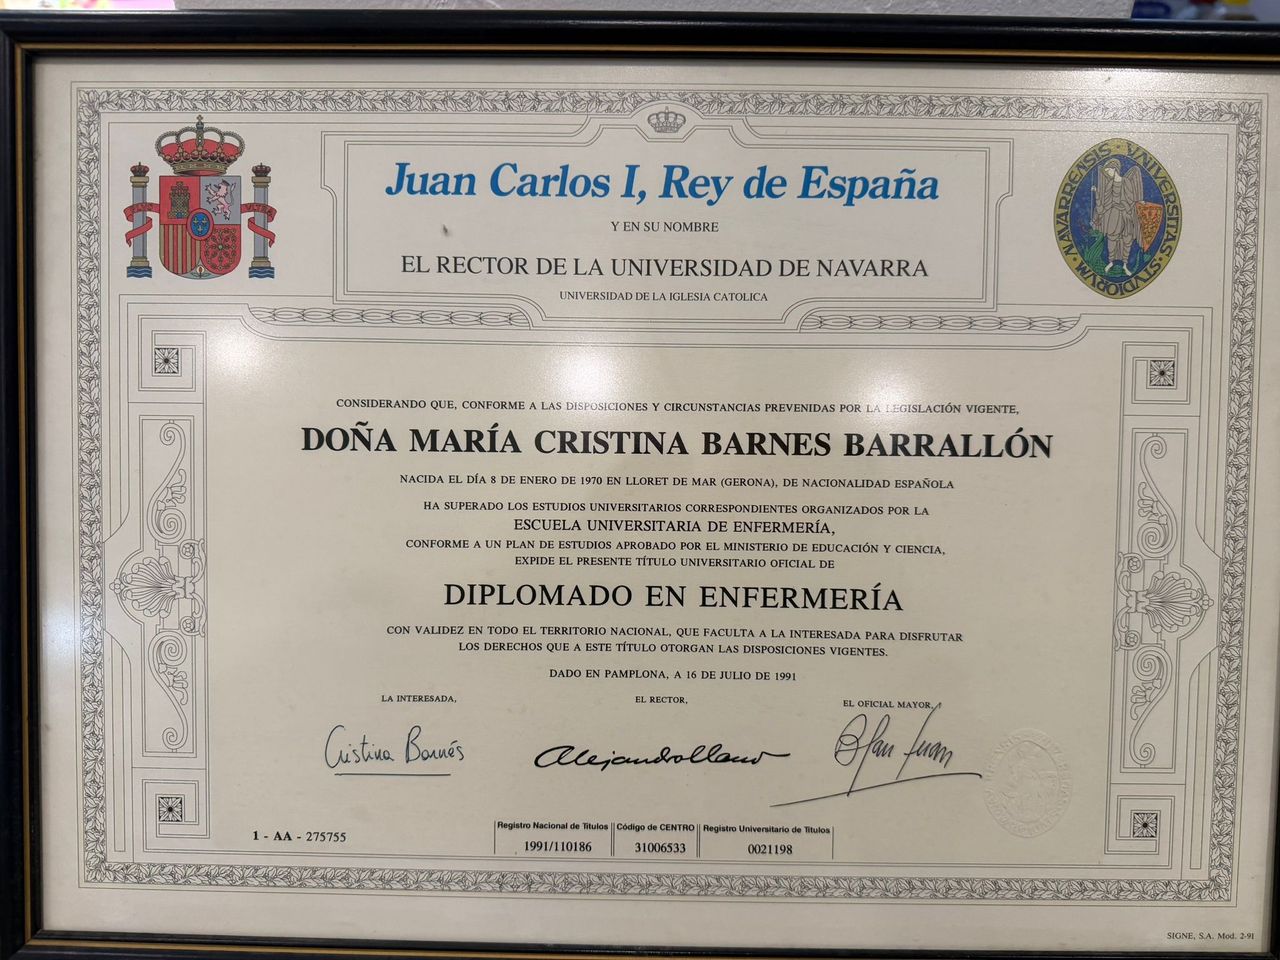 Juan Carlos I, Rey de España
Y EN SU NOMBRE
EL RECTOR DE LA UNIVERSIDAD DE NAVARRA
UNIVERSIDAD DE LA IGLESIA CATOLICA
NAVARRENSIS · VNIVERSITAS · STVDIORVM ·
CONSIDERANDO QUE, CONFORME A LAS DISPOSICIONES Y CIRCUNSTANCIAS PREVENIDAS POR LA LEGISLACIÓN VIGENTE,
DOÑA MARÍA CRISTINA BARNES BARRALLÓN
NACIDA EL DÍA 8 DE ENERO DE 1970 EN LLORET DE MAR (GERONA), DE NACIONALIDAD ESPAÑOLA
HA SUPERADO LOS ESTUDIOS UNIVERSITARIOS CORRESPONDIENTES ORGANIZADOS POR LA
ESCUELA UNIVERSITARIA DE ENFERMERÍA,
CONFORME A UN PLAN DE ESTUDIOS APROBADO POR EL MINISTERIO DE EDUCACIÓN Y CIENCIA,
EXPIDE EL PRESENTE TÍTULO UNIVERSITARIO OFICIAL DE
DIPLOMADO EN ENFERMERÍA
CON VALIDEZ EN TODO EL TERRITORIO NACIONAL, QUE FACULTA A LA INTERESADA PARA DISFRUTAR
LOS DERECHOS QUE A ESTE TÍTULO OTORGAN LAS DISPOSICIONES VIGENTES.
DADO EN PAMPLONA, A 16 DE JULIO DE 1991
LA INTERESADA, EL RECTOR, EL OFICIAL MAYOR,
Cristina Barnés Alejandro Llano
1 - AA - 275755
Registro Nacional de Títulos Código de CENTRO Registro Universitario de Títulos
1991/110186 31006533 0021198
SIGNE, S.A. Mod. 2-91